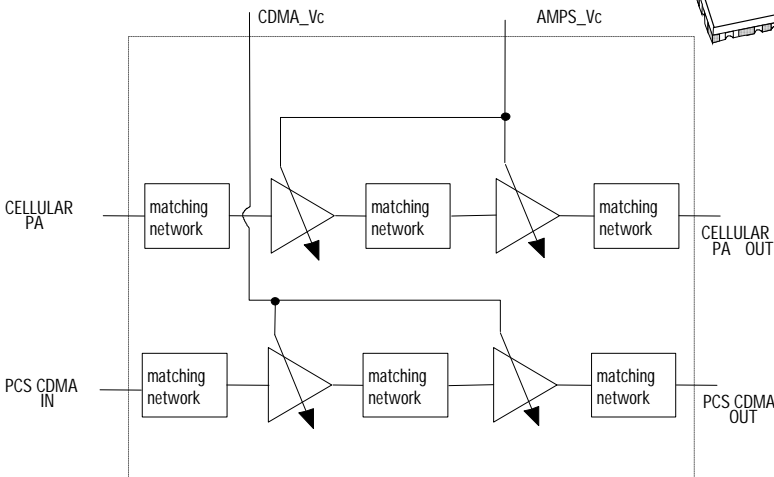 CDMA_Vc
AMPS_Vc
CELLULAR
PA
matching
network
matching
network
matching
network
CELLULAR
PA OUT
PCS CDMA
IN
matching
network
matching
network
matching
network
PCS CDMA
OUT